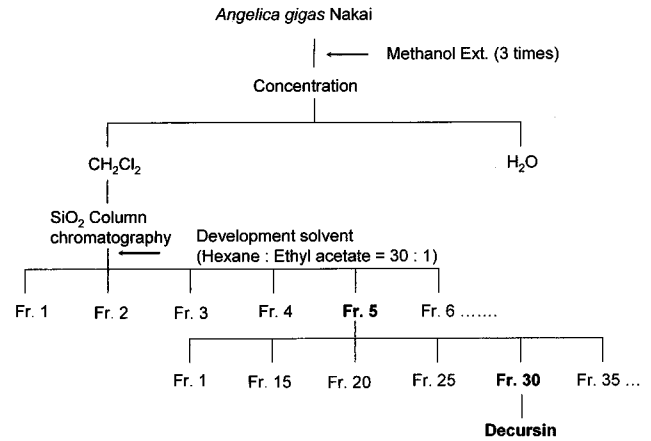 Angelica gigas Nakai
Methanol Ext. (3 times)
Concentration
CH₂Cl₂
H₂O
SiO₂ Column
chromatography
Development solvent
(Hexane : Ethyl acetate = 30 : 1)
Fr. 1
Fr. 2
Fr. 3
Fr. 4
Fr. 5
Fr. 6 .......
Fr. 1
Fr. 15
Fr. 20
Fr. 25
Fr. 30
Fr. 35 ...
Decursin